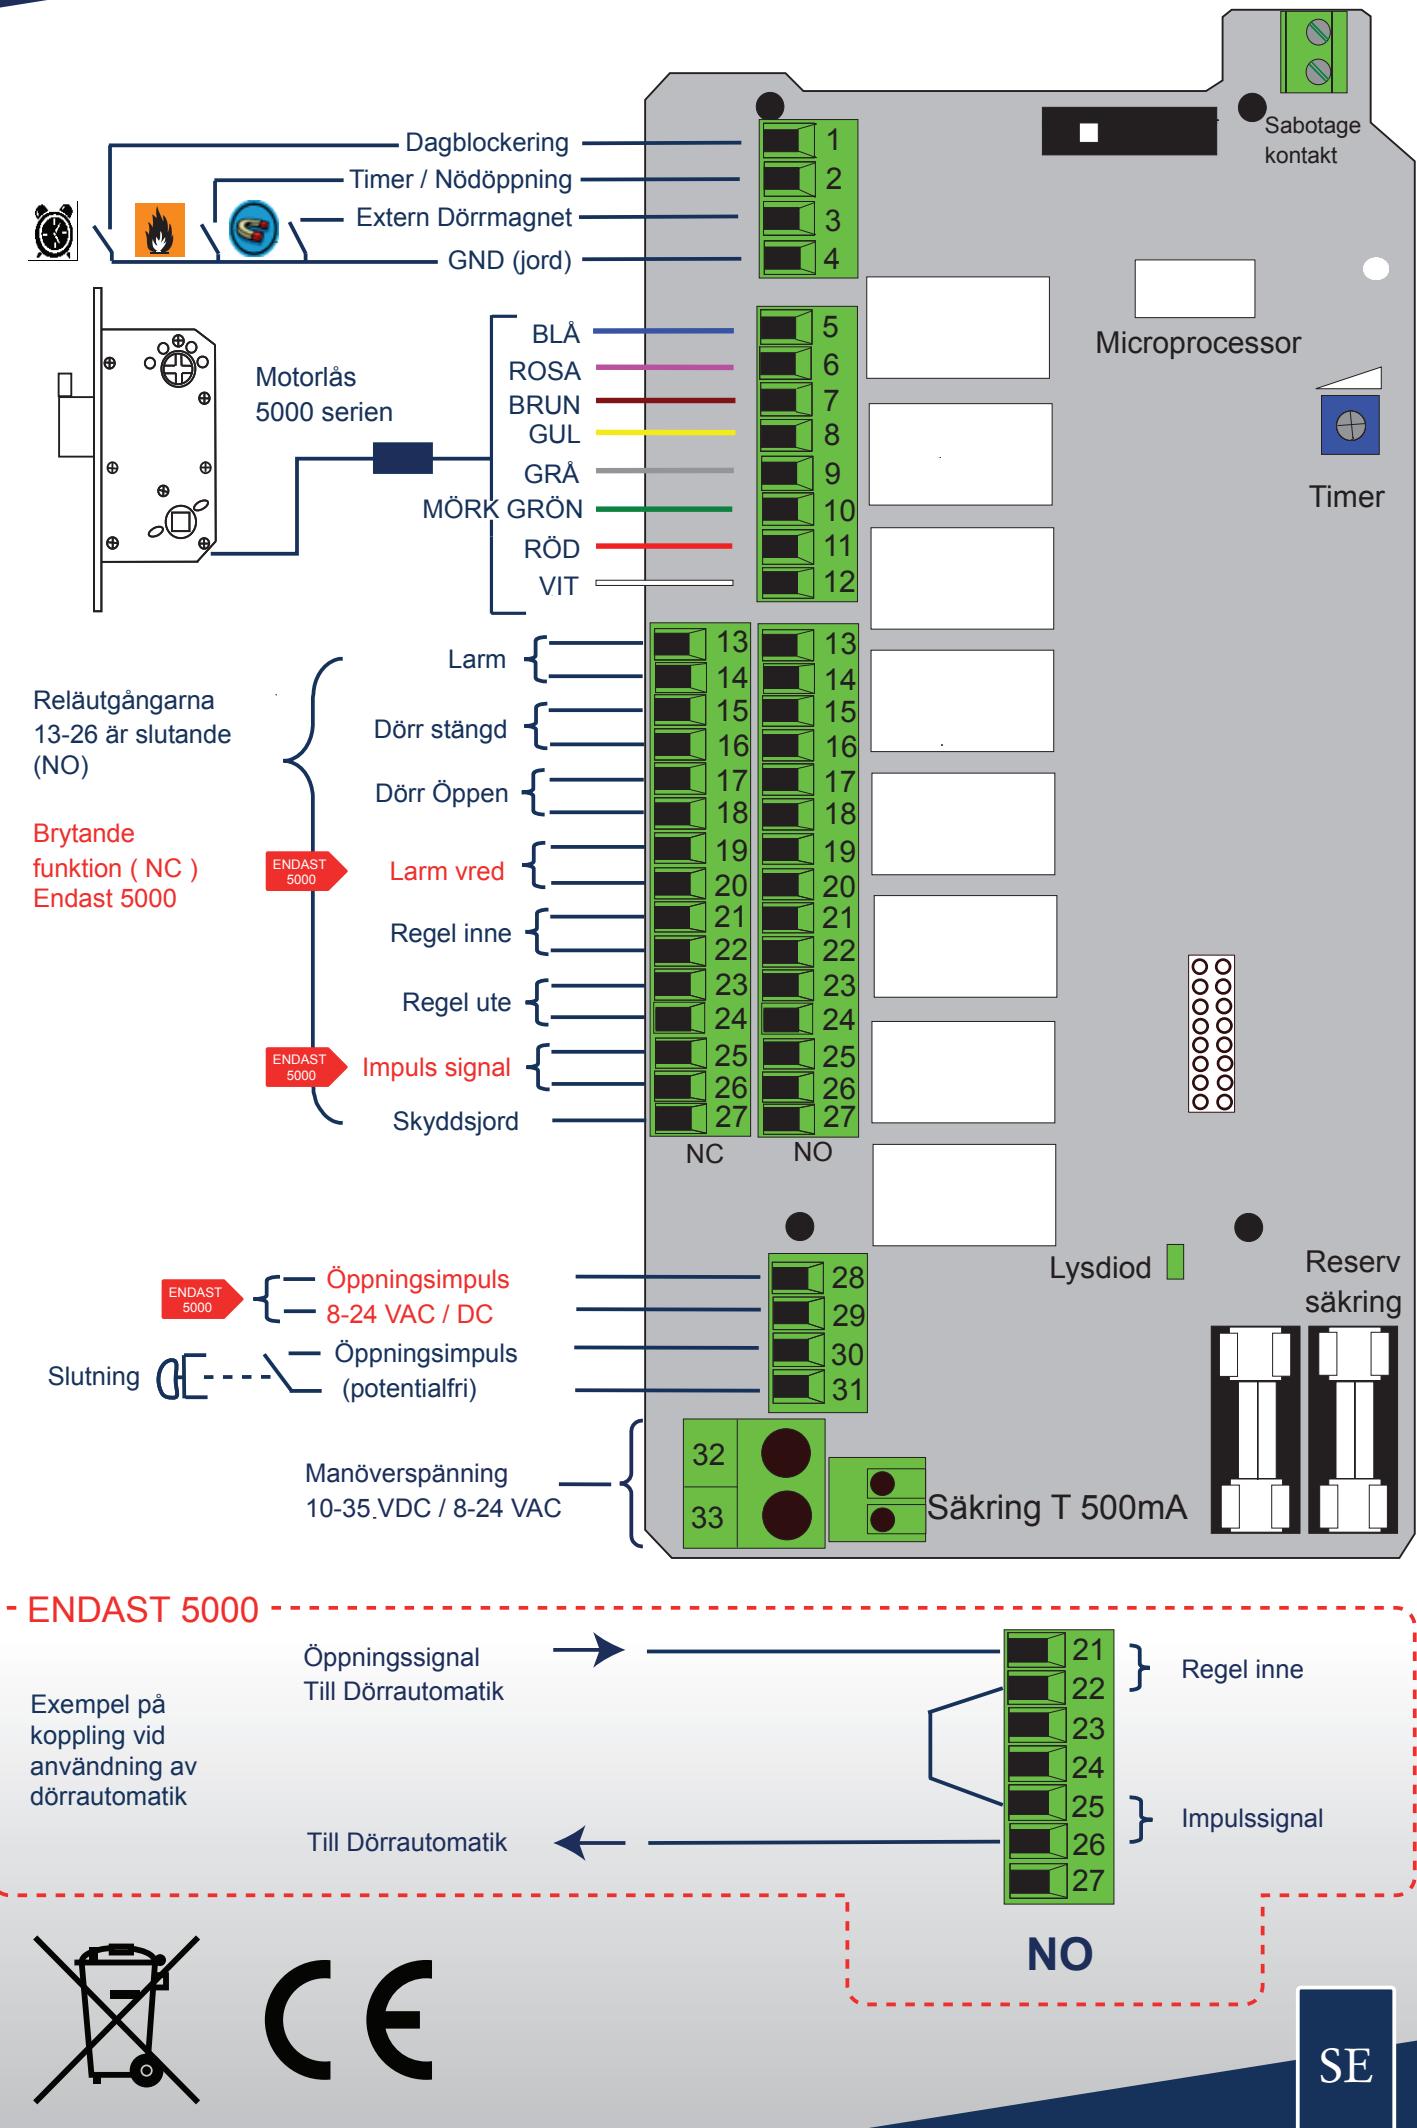 Sabotage
kontakt
Dagblockering 1
Timer / Nödöppning 2
Extern Dörrmagnet 3
GND (jord) 4
Microprocessor
Timer
Motorlås
5000 serien
BLÅ 5
ROSA 6
BRUN 7
GUL 8
GRÅ 9
MÖRK GRÖN 10
RÖD 11
VIT 12
Reläutgångarna
13-26 är slutande
(NO)
Brytande
funktion ( NC )
Endast 5000
Larm
13 13
14 14
Dörr stängd
15 15
16 16
Dörr Öppen
17 17
18 18
ENDAST
5000
Larm vred
19 19
20 20
Regel inne
21 21
22 22
Regel ute
23 23
24 24
ENDAST
5000
Impuls signal
25 25
26 26
Skyddsjord 27 27
NC NO
ENDAST
5000
Öppningsimpuls 28
8-24 VAC / DC 29
Slutning
Öppningsimpuls 30
(potentialfri) 31
Lysdiod
Reserv
säkring
Manöverspänning
10-35 VDC / 8-24 VAC
32
33
Säkring T 500mA
ENDAST 5000
Exempel på
koppling vid
användning av
dörrautomatik
Öppningssignal
Till Dörrautomatik
Till Dörrautomatik
21
22
23
24
25
26
27
Regel inne
Impulssignal
NO
CE
SE